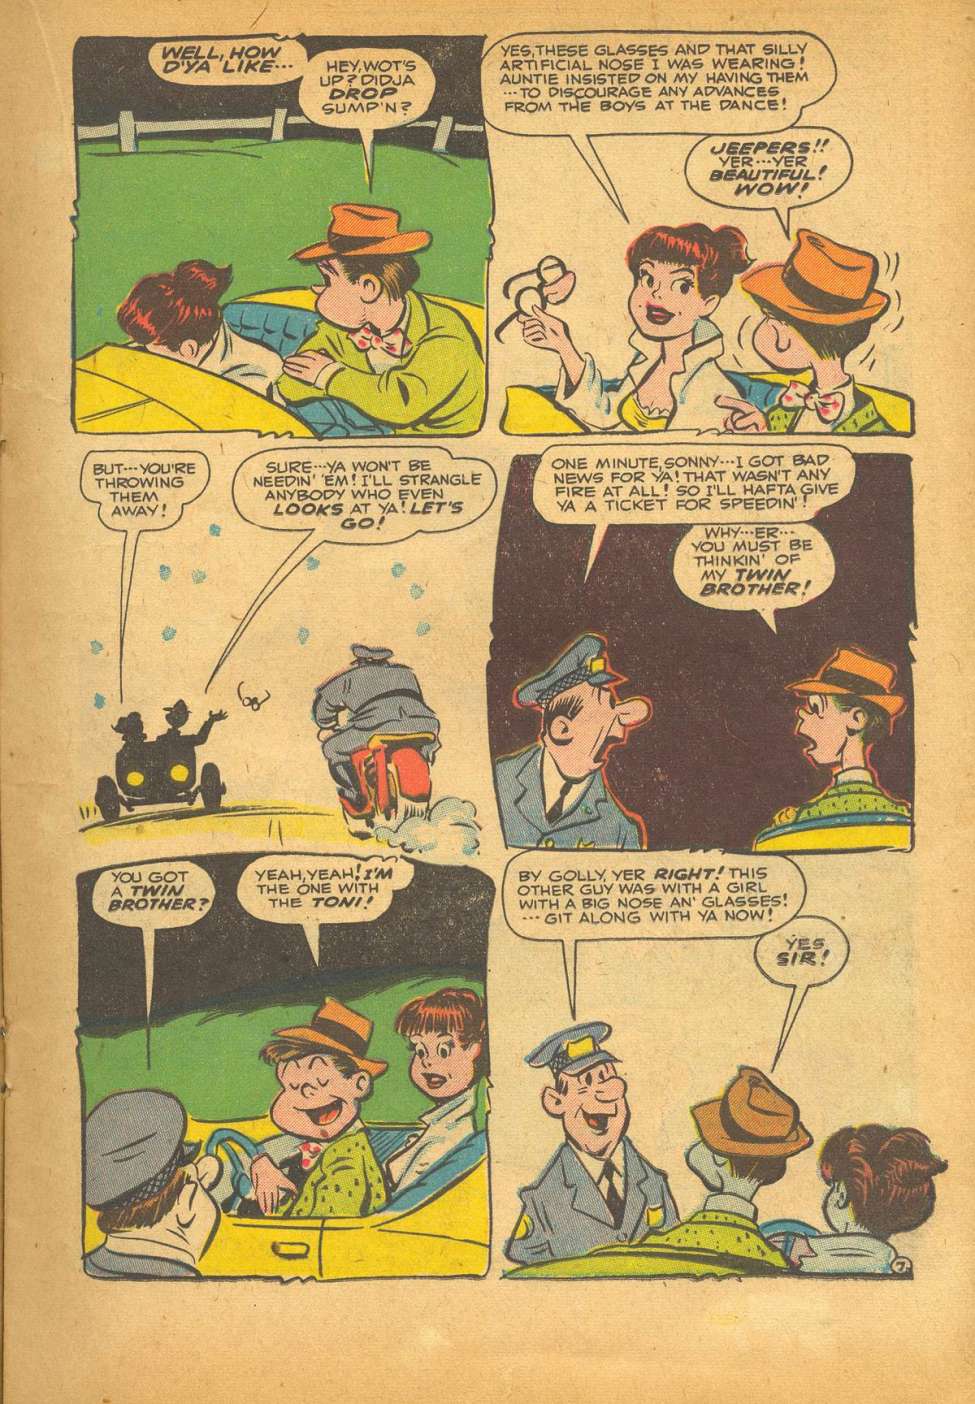 WELL, HOW
D'YA LIKE---
HEY, WOT'S
UP? DIDJA
DROP
SUMP'N?
YES, THESE GLASSES AND THAT SILLY
ARTIFICIAL NOSE I WAS WEARING!
AUNTIE INSISTED ON MY HAVING THEM
---TO DISCOURAGE ANY ADVANCES
FROM THE BOYS AT THE DANCE!
JEEPERS!!
YER---YER
BEAUTIFUL!
WOW!
BUT---YOU'RE
THROWING
THEM
AWAY!
SURE---YA WON'T BE
NEEDIN' 'EM! I'LL STRANGLE
ANYBODY WHO EVEN
LOOKS AT YA! LET'S
GO!
ONE MINUTE, SONNY---I GOT BAD
NEWS FOR YA! THAT WASN'T ANY
FIRE AT ALL! SO I'LL HAFTA GIVE
YA A TICKET FOR SPEEDIN'!
WHY---ER---
YOU MUST BE
THINKIN' OF
MY TWIN
BROTHER!
YOU GOT
A TWIN
BROTHER?
YEAH, YEAH! I'M
THE ONE WITH
THE TONI!
BY GOLLY, YER RIGHT! THIS
OTHER GUY WAS WITH A GIRL
WITH A BIG NOSE AN' GLASSES!
---GIT ALONG WITH YA NOW!
YES
SIR!
7